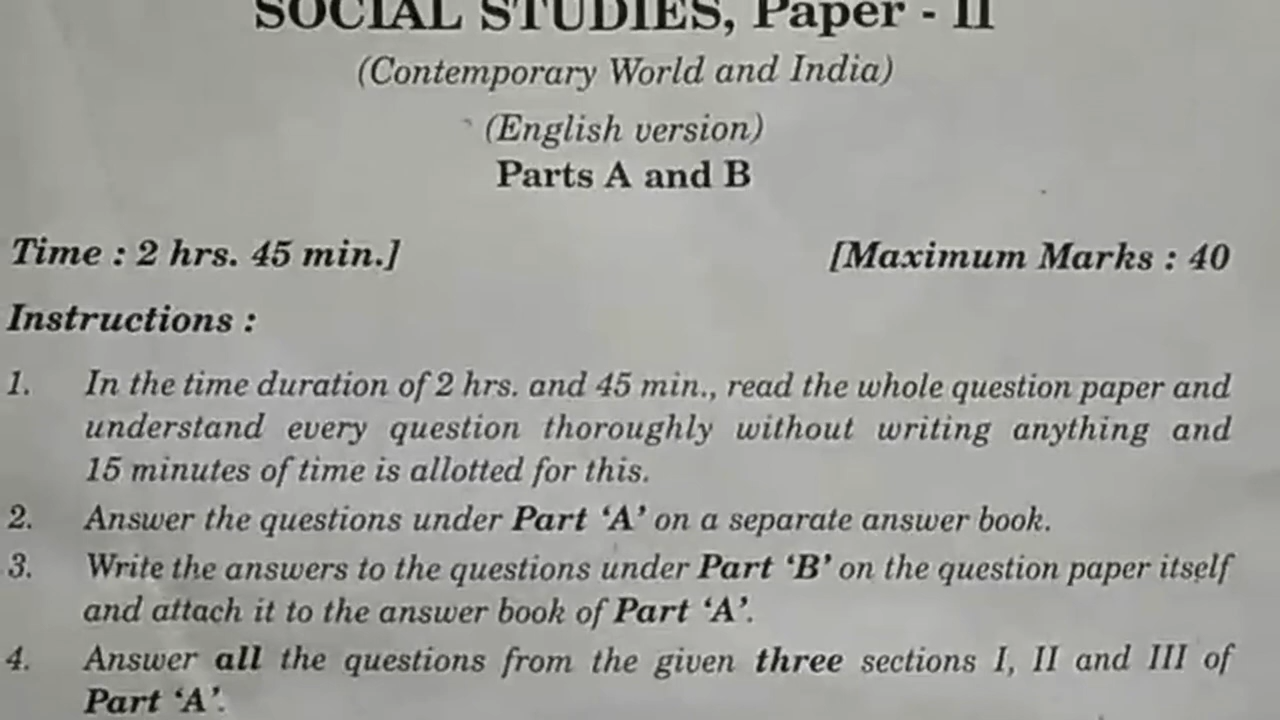 SOCIAL STUDIES, Paper - II
(Contemporary World and India)
(English version)
Parts A and B
Time : 2 hrs. 45 min.] [Maximum Marks : 40
Instructions :
1. In the time duration of 2 hrs. and 45 min., read the whole question paper and
understand every question thoroughly without writing anything and
15 minutes of time is allotted for this.
2. Answer the questions under Part ‘A’ on a separate answer book.
3. Write the answers to the questions under Part ‘B’ on the question paper itself
and attach it to the answer book of Part ‘A’.
4. Answer all the questions from the given three sections I, II and III of
Part ‘A’.